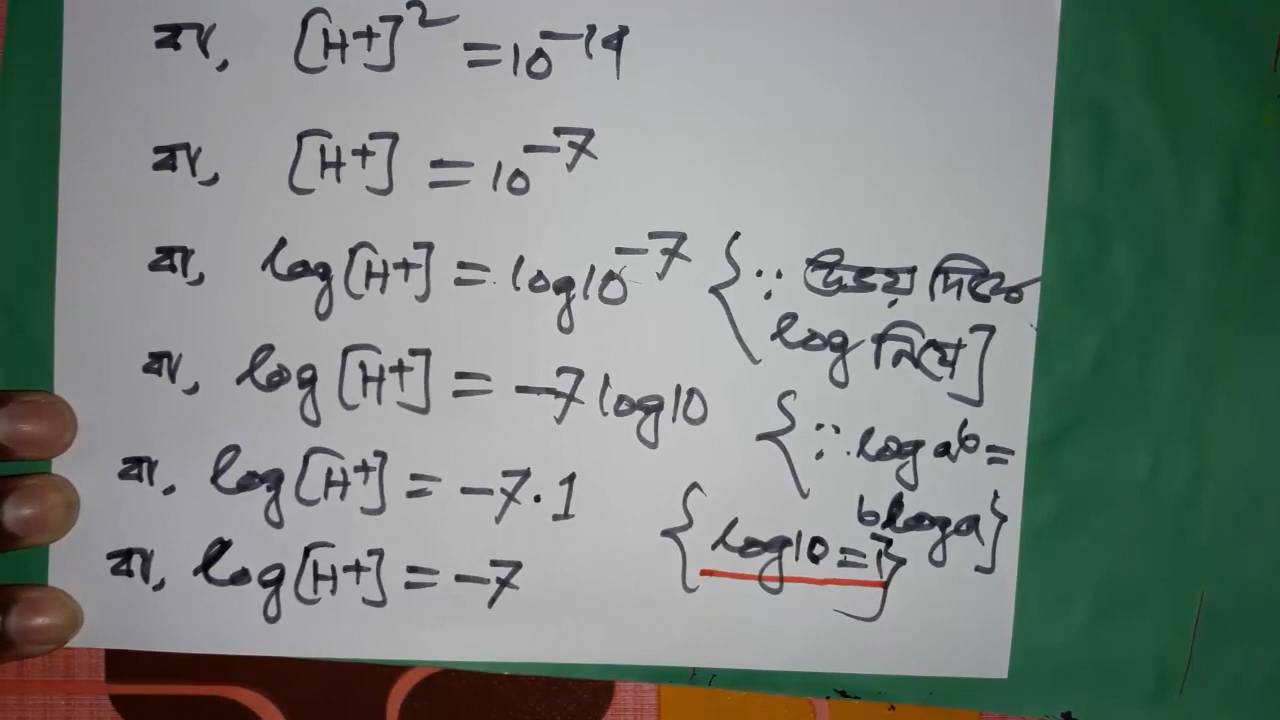 বা, [H+]² = 10⁻¹⁴
বা, [H+] = 10⁻⁷
বা, log[H+] = log10⁻⁷ {∵ উভয় দিকে
log নিয়ে]
বা, log[H+] = -7 log10
{∵ log aᵇ =
b log a}
বা, log[H+] = -7·1
{log10=1}
বা, log[H+] = -7